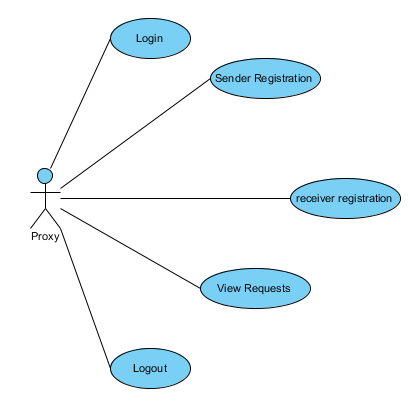 Login
Sender Registration
receiver registration
Proxy
View Requests
Logout